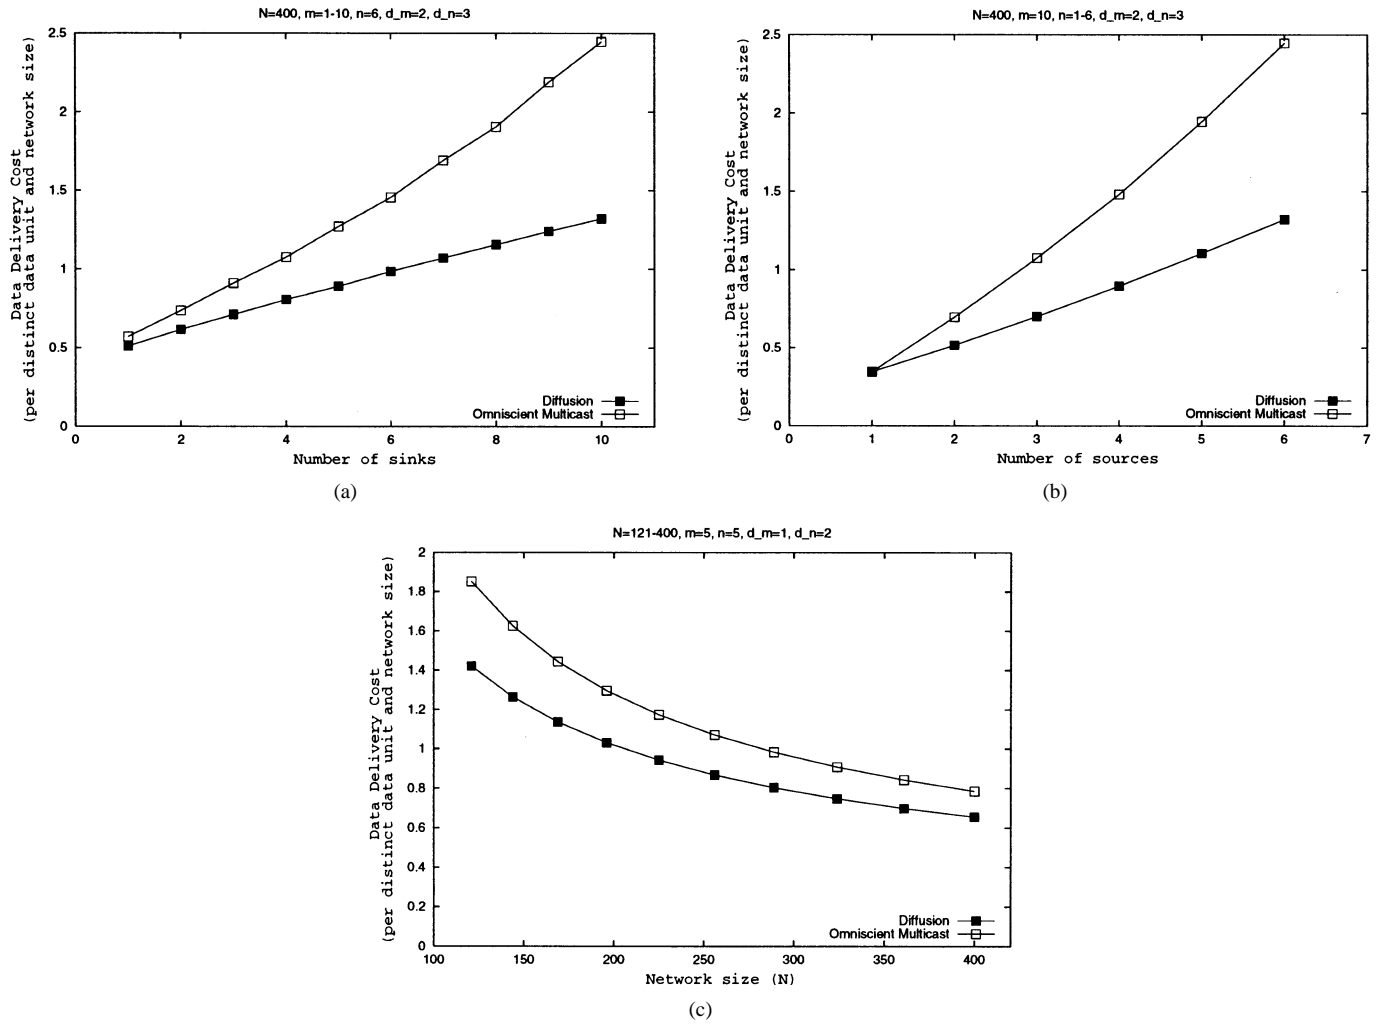 N=400, m=1-10, n=6, d_m=2, d_n=3
Data Delivery Cost
(per distinct data unit and network size)
2.5
2
1.5
1
0.5
0
Diffusion
Omniscient Multicast
0 2 4 6 8 10
Number of sinks
(a)
N=400, m=10, n=1-6, d_m=2, d_n=3
Data Delivery Cost
(per distinct data unit and network size)
2.5
2
1.5
1
0.5
0
Diffusion
Omniscient Multicast
0 1 2 3 4 5 6 7
Number of sources
(b)
N=121-400, m=5, n=5, d_m=1, d_n=2
Data Delivery Cost
(per distinct data unit and network size)
2
1.8
1.6
1.4
1.2
1
0.8
0.6
0.4
0.2
0
Diffusion
Omniscient Multicast
100 150 200 250 300 350 400
Network size (N)
(c)